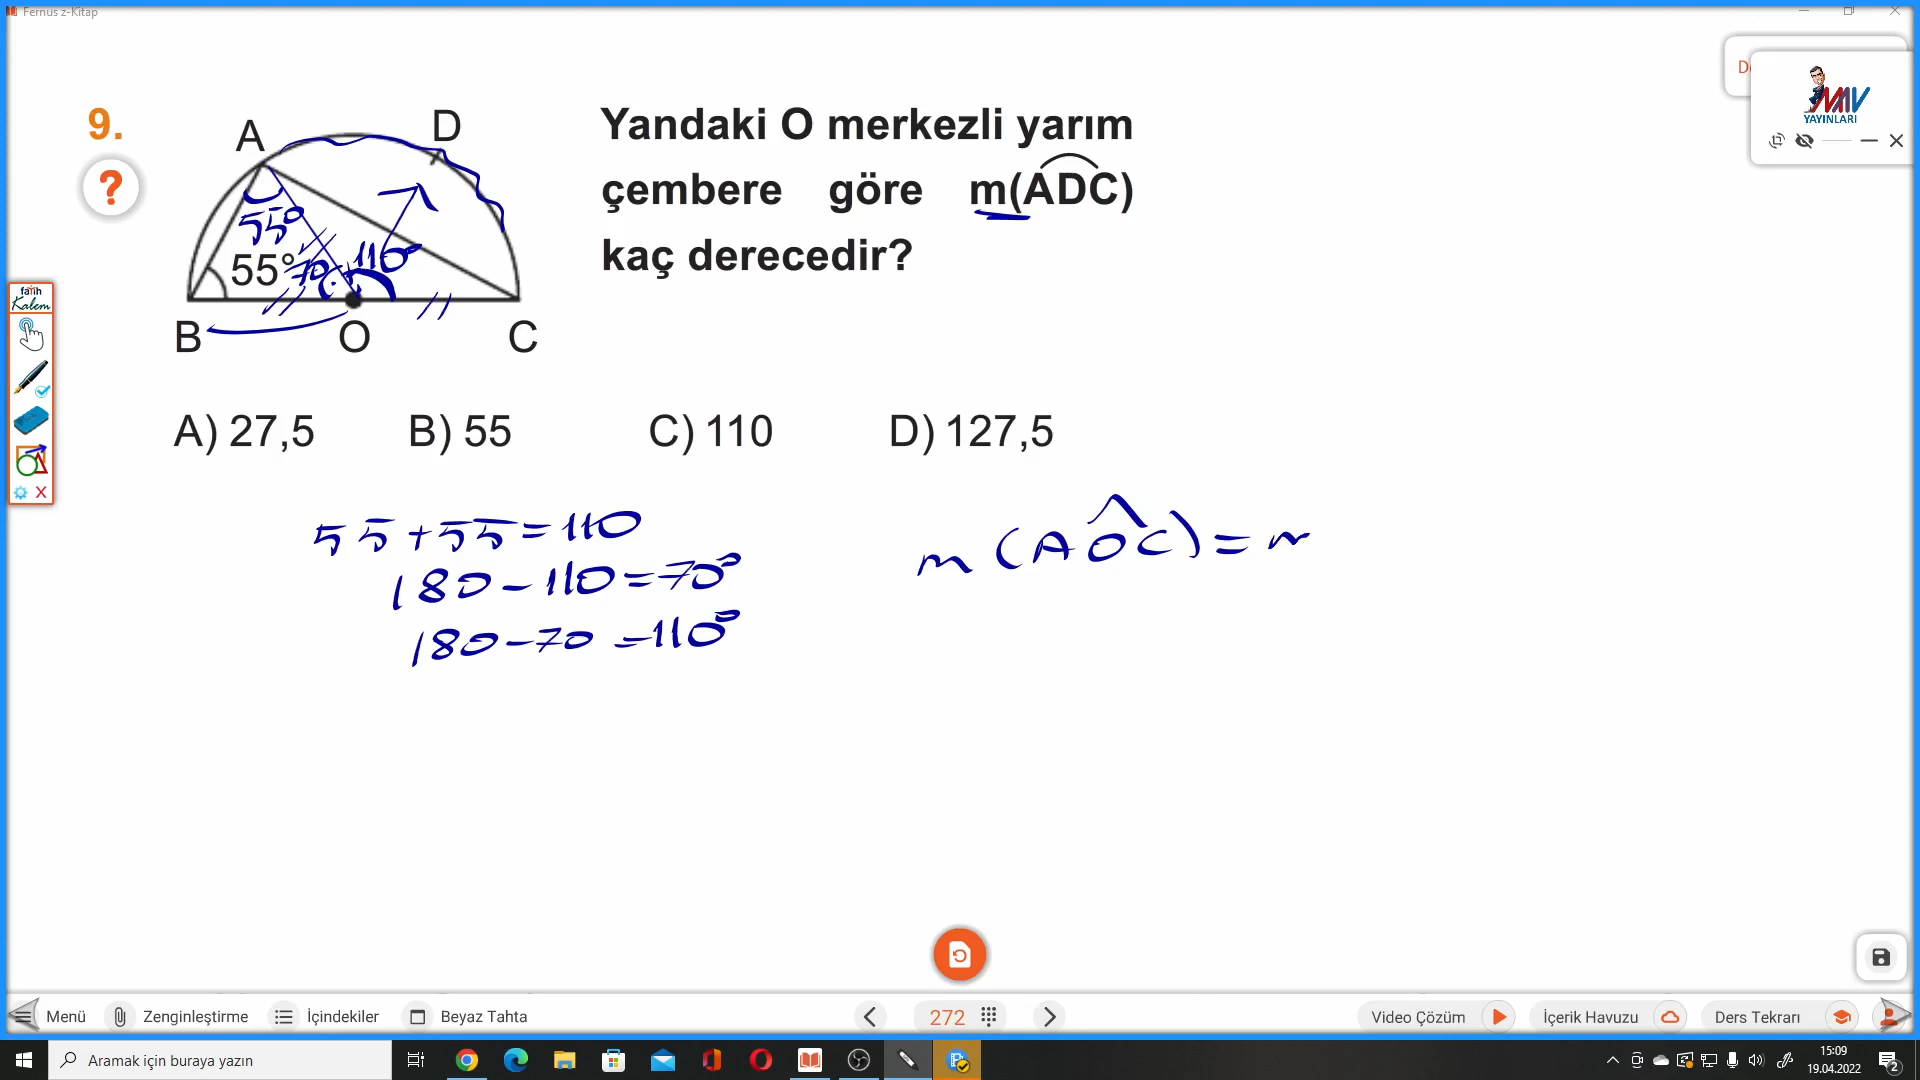 Fernus z-Kitap
9.
?
A
D
55°
55°
70°
110°
B
O
C
Yandaki O merkezli yarım
çembere göre m(ADC)
kaç derecedir?
A) 27,5 B) 55 C) 110 D) 127,5
55+55=110
180-110=70°
180-70=110°
m(AOC)=m
MAV
YAYINLARI
fatih
Kalem
Menü
Zenginleştirme
İçindekiler
Beyaz Tahta
272
Video Çözüm
İçerik Havuzu
Ders Tekrarı
Aramak için buraya yazın
15:09
19.04.2022
2